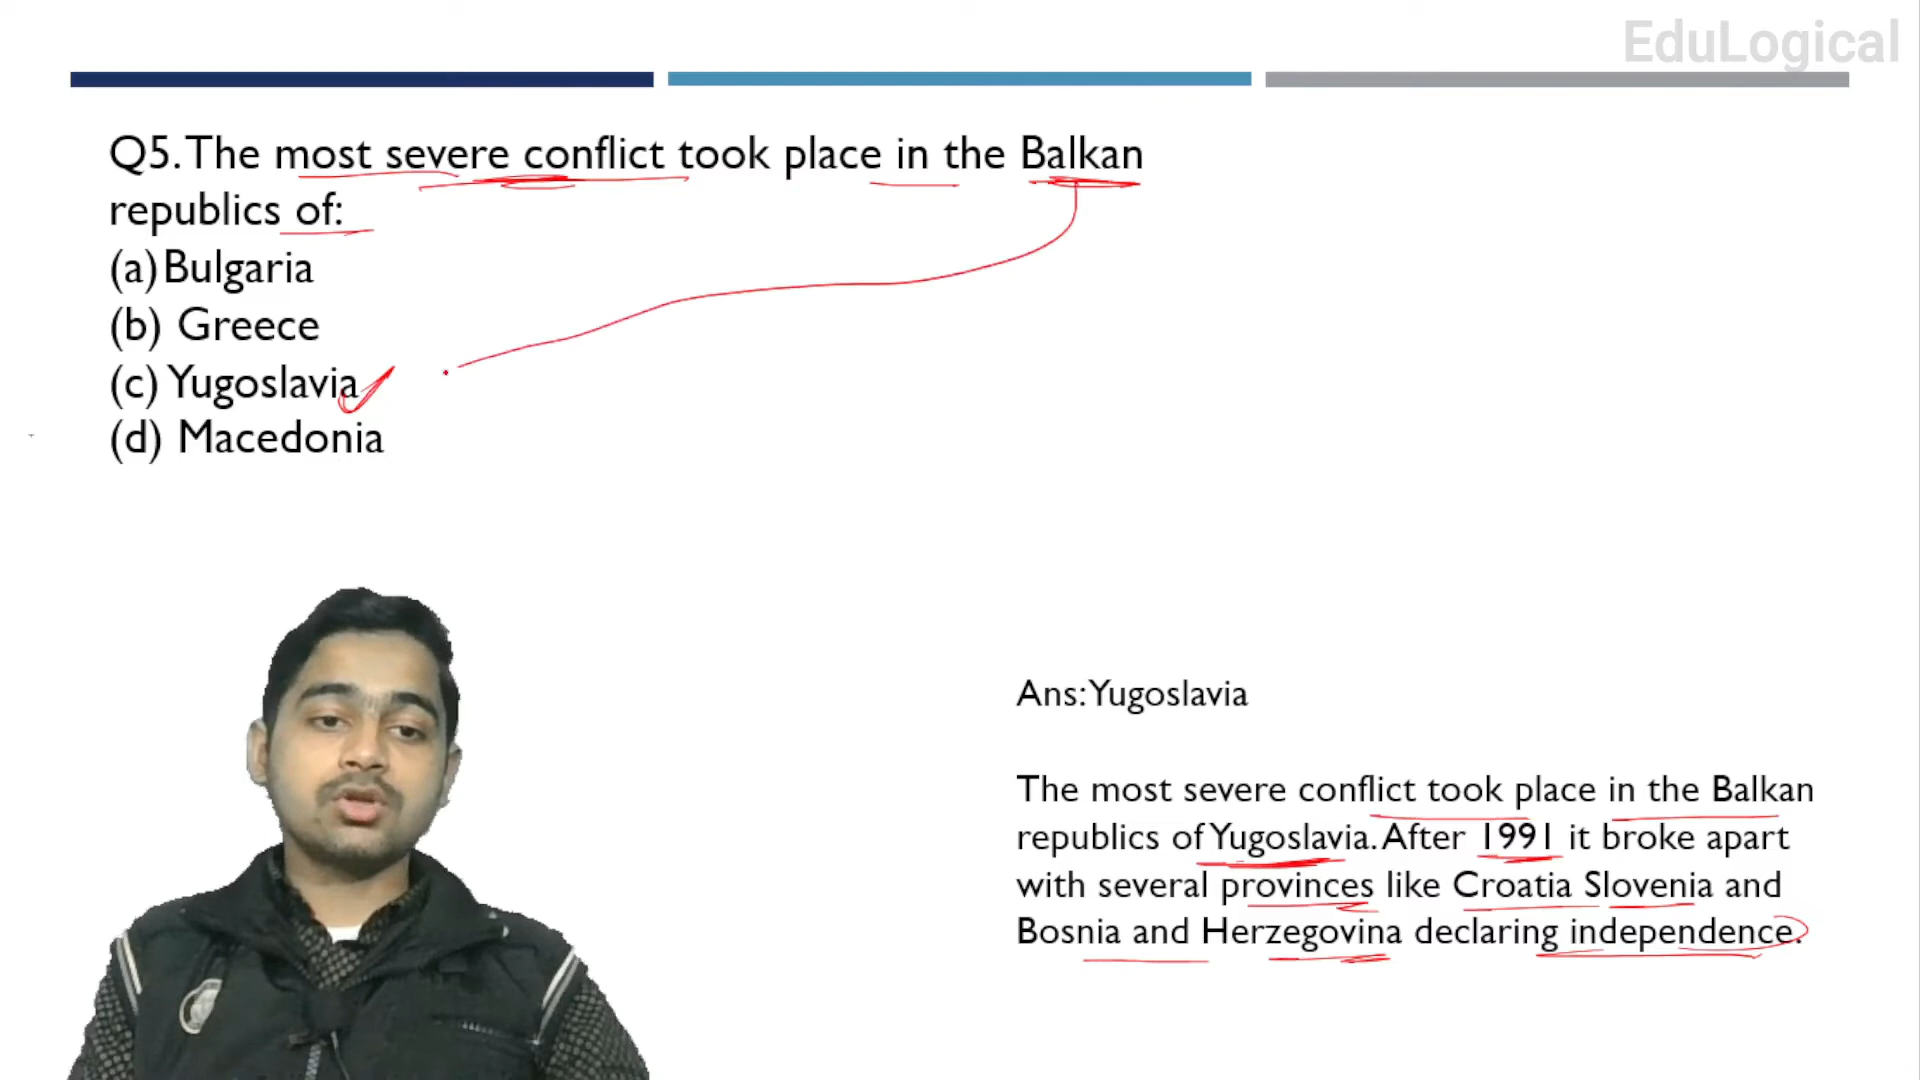 EduLogical
Q5. The most severe conflict took place in the Balkan
republics of:
(a) Bulgaria
(b) Greece
(c) Yugoslavia
(d) Macedonia
Ans: Yugoslavia
The most severe conflict took place in the Balkan
republics of Yugoslavia. After 1991 it broke apart
with several provinces like Croatia Slovenia and
Bosnia and Herzegovina declaring independence.